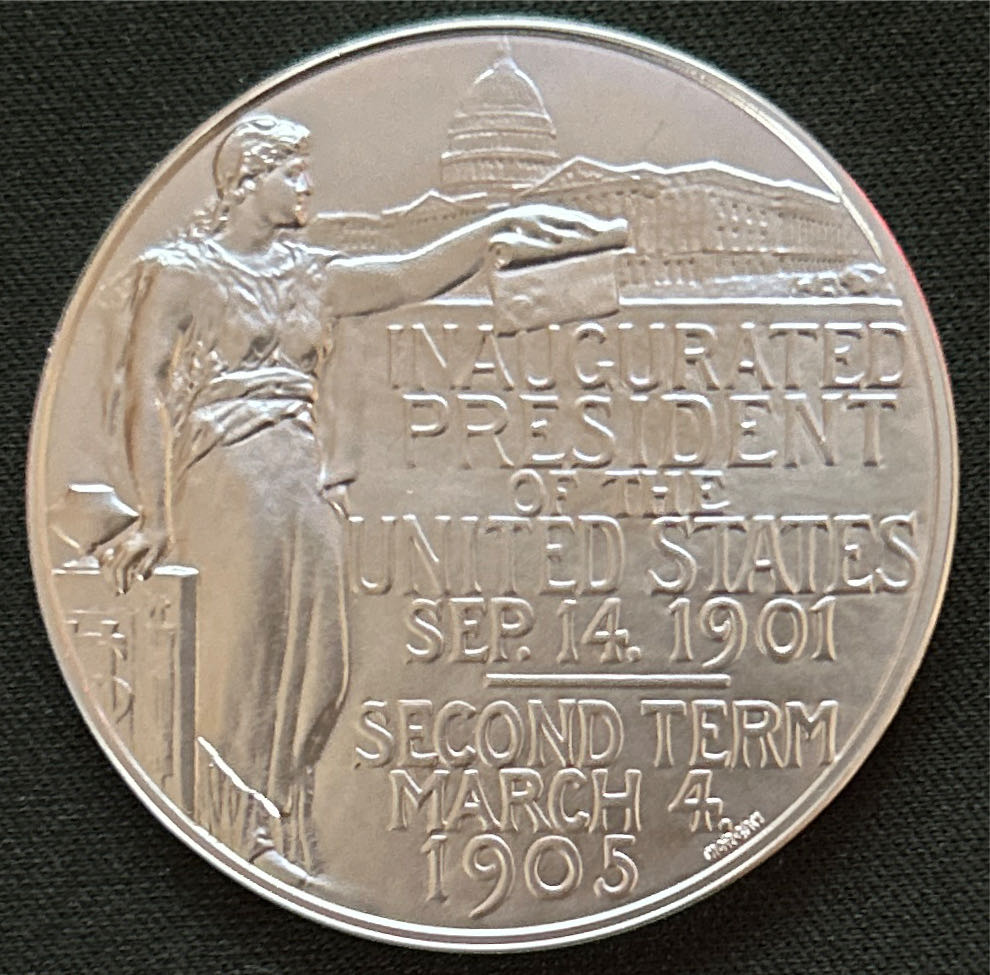 INAUGURATED
PRESIDENT
OF THE
UNITED STATES
SEP. 14. 1901
SECOND TERM
MARCH 4,
1905